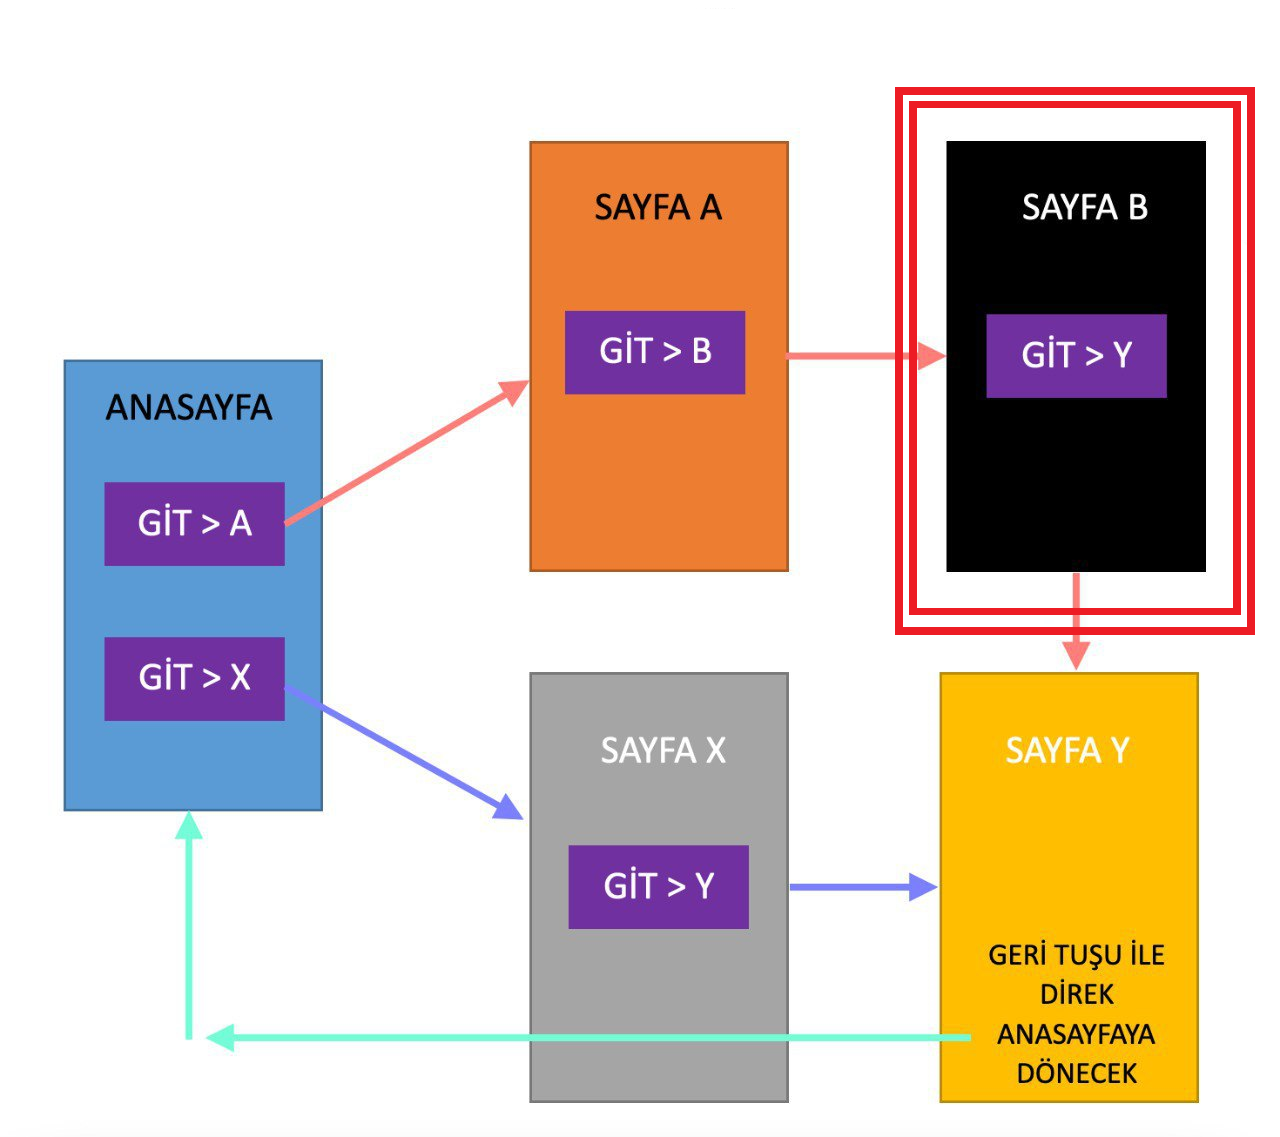 ANASAYFA
GİT > A
GİT > X
SAYFA A
GİT > B
SAYFA B
GİT > Y
SAYFA X
GİT > Y
SAYFA Y
GERİ TUŞU İLE
DİREK
ANASAYFAYA
DÖNECEK